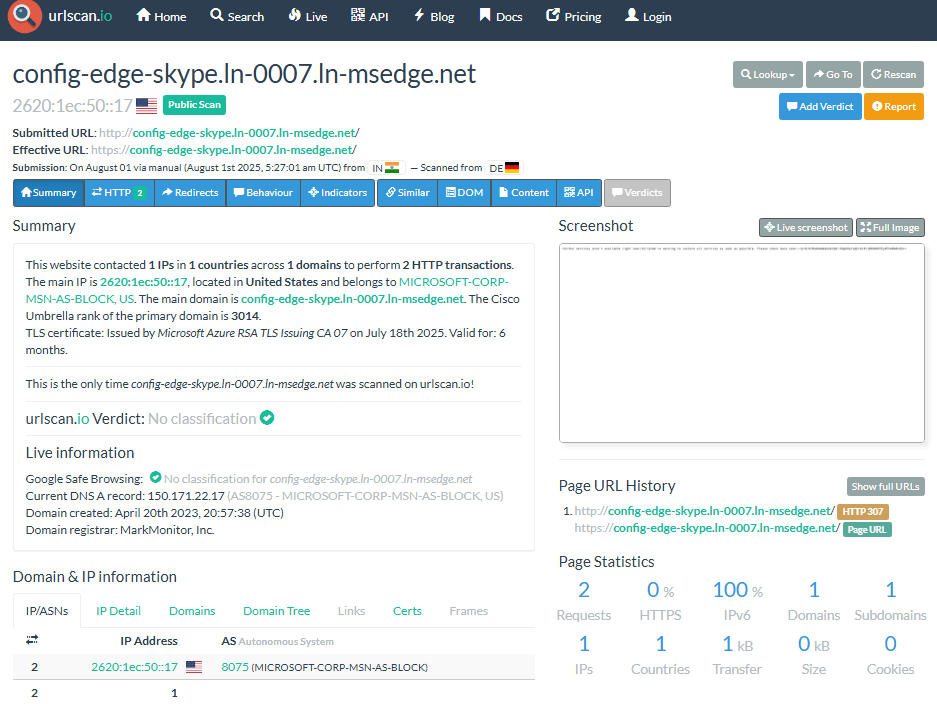 urlscan.io Home Search Live API Blog Docs Pricing Login
config-edge-skype.ln-0007.ln-msedge.net
Lookup Go To Rescan
2620:1ec:50::17 Public Scan
Add Verdict Report
Submitted URL: http://config-edge-skype.ln-0007.ln-msedge.net/
Effective URL: https://config-edge-skype.ln-0007.ln-msedge.net/
Submission: On August 01 via manual (August 1st 2025, 5:27:01 am UTC) from IN — Scanned from DE
Summary HTTP 2 Redirects Behaviour Indicators Similar DOM Content API Verdicts
Summary
This website contacted 1 IPs in 1 countries across 1 domains to perform 2 HTTP transactions.
The main IP is 2620:1ec:50::17, located in United States and belongs to MICROSOFT-CORP-
MSN-AS-BLOCK, US. The main domain is config-edge-skype.ln-0007.ln-msedge.net. The Cisco
Umbrella rank of the primary domain is 3014.
TLS certificate: Issued by Microsoft Azure RSA TLS Issuing CA 07 on July 18th 2025. Valid for: 6
months.
This is the only time config-edge-skype.ln-0007.ln-msedge.net was scanned on urlscan.io!
urlscan.io Verdict: No classification
Live information
Google Safe Browsing: No classification for config-edge-skype.ln-0007.ln-msedge.net
Current DNS A record: 150.171.22.17 (AS8075 - MICROSOFT-CORP-MSN-AS-BLOCK, US)
Domain created: April 20th 2023, 20:57:38 (UTC)
Domain registrar: MarkMonitor, Inc.
Domain & IP information
IP/ASNs IP Detail Domains Domain Tree Links Certs Frames
IP Address AS Autonomous System
2 2620:1ec:50::17 8075 (MICROSOFT-CORP-MSN-AS-BLOCK)
2 1
Screenshot
Live screenshot Full Image
Page URL History
Show full URLs
1. http://config-edge-skype.ln-0007.ln-msedge.net/ HTTP 307
https://config-edge-skype.ln-0007.ln-msedge.net/ Page URL
Page Statistics
2 0 % 100 % 1 1
Requests HTTPS IPv6 Domains Subdomains
1 1 1 kB 0 kB 0
IPs Countries Transfer Size Cookies